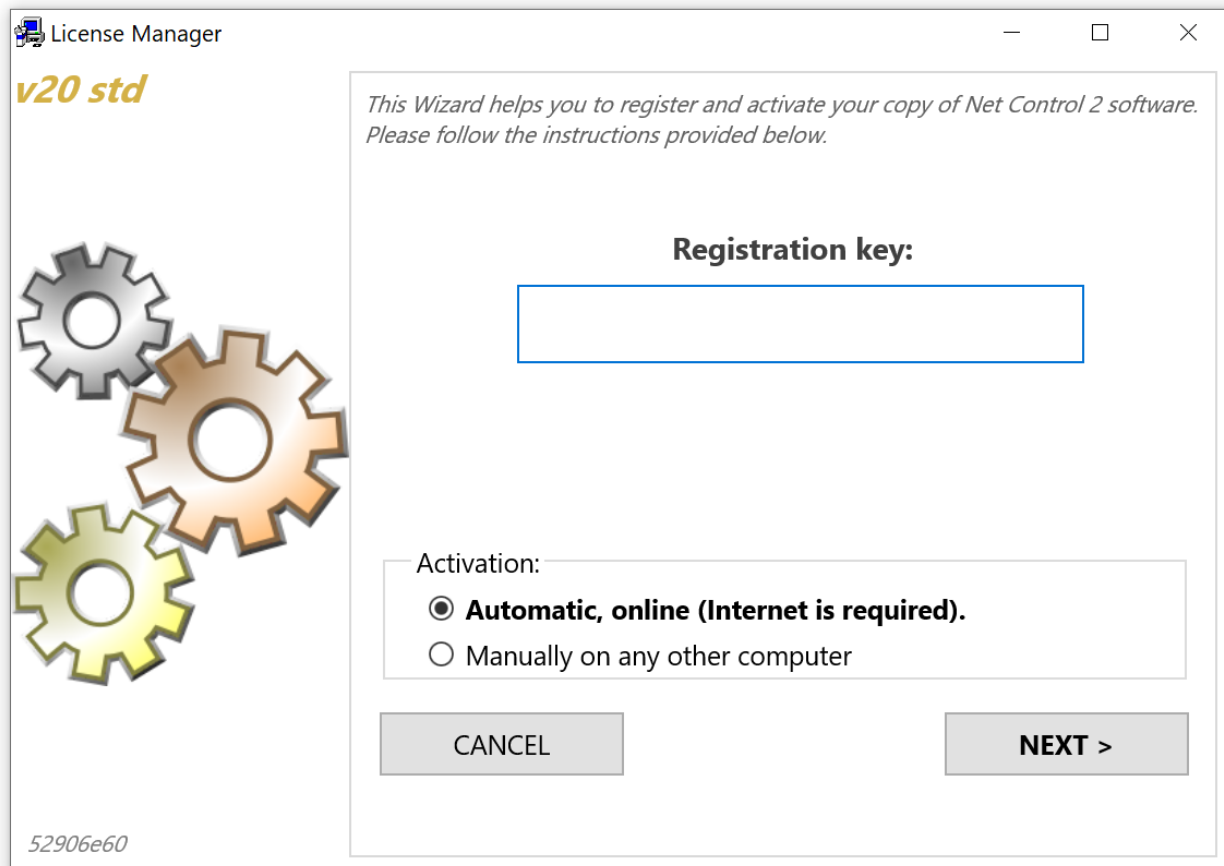 License Manager
v20 std
This Wizard helps you to register and activate your copy of Net Control 2 software.
Please follow the instructions provided below.
Registration key:
Activation:
Automatic, online (Internet is required).
Manually on any other computer
CANCEL
NEXT >
52906e60